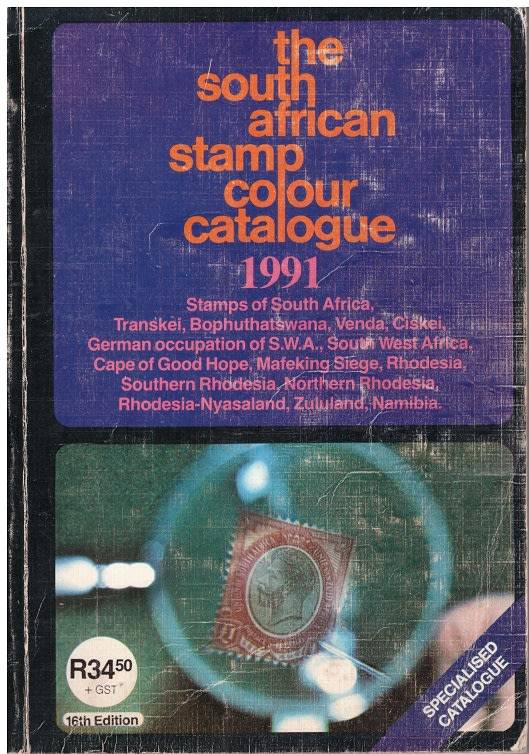 the
south
african
stamp
colour
catalogue
1991
Stamps of South Africa,
Transkei, Bophuthatswana, Venda, Ciskei,
German occupation of S.W.A., South West Africa,
Cape of Good Hope, Mafeking Siege, Rhodesia,
Southern Rhodesia, Northern Rhodesia,
Rhodesia-Nyasaland, Zululand, Namibia.
R34⁵⁰
+ GST
16th Edition
SPECIALISED
CATALOGUE